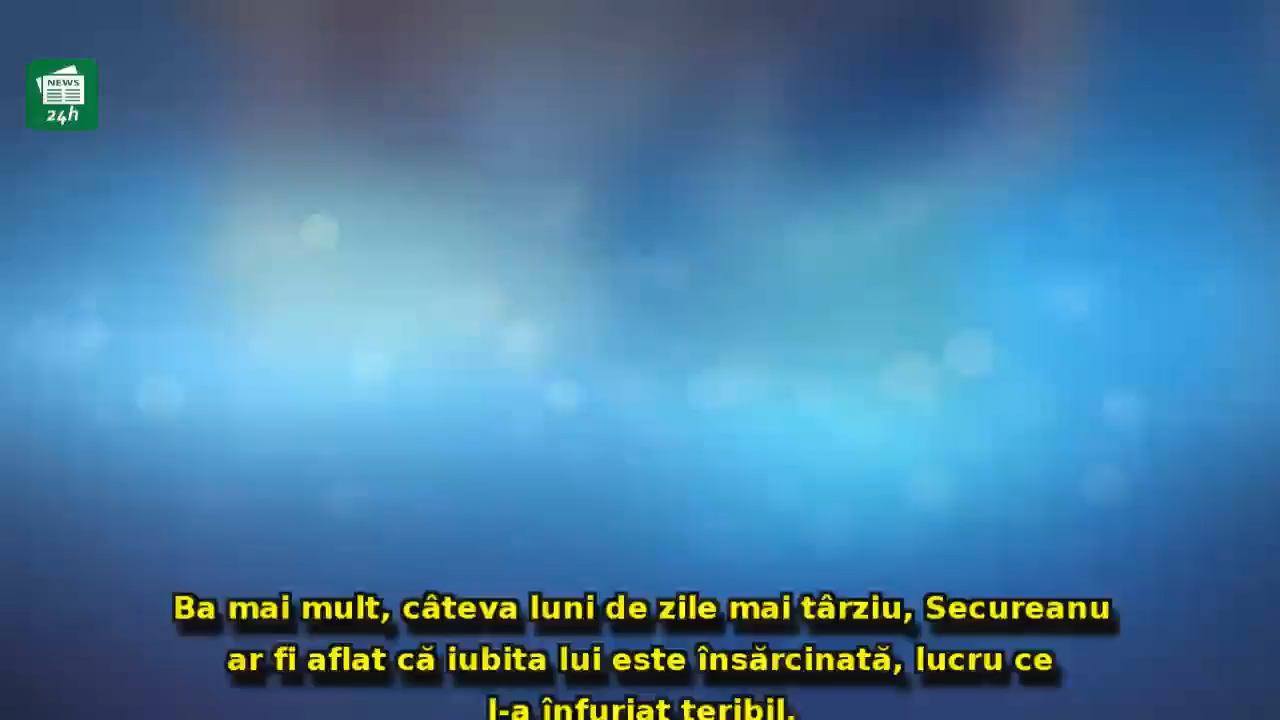 NEWS
24h
Ba mai mult, câteva luni de zile mai târziu, Secureanu
ar fi aflat că iubita lui este însărcinată, lucru ce
l-a înfuriat teribil.